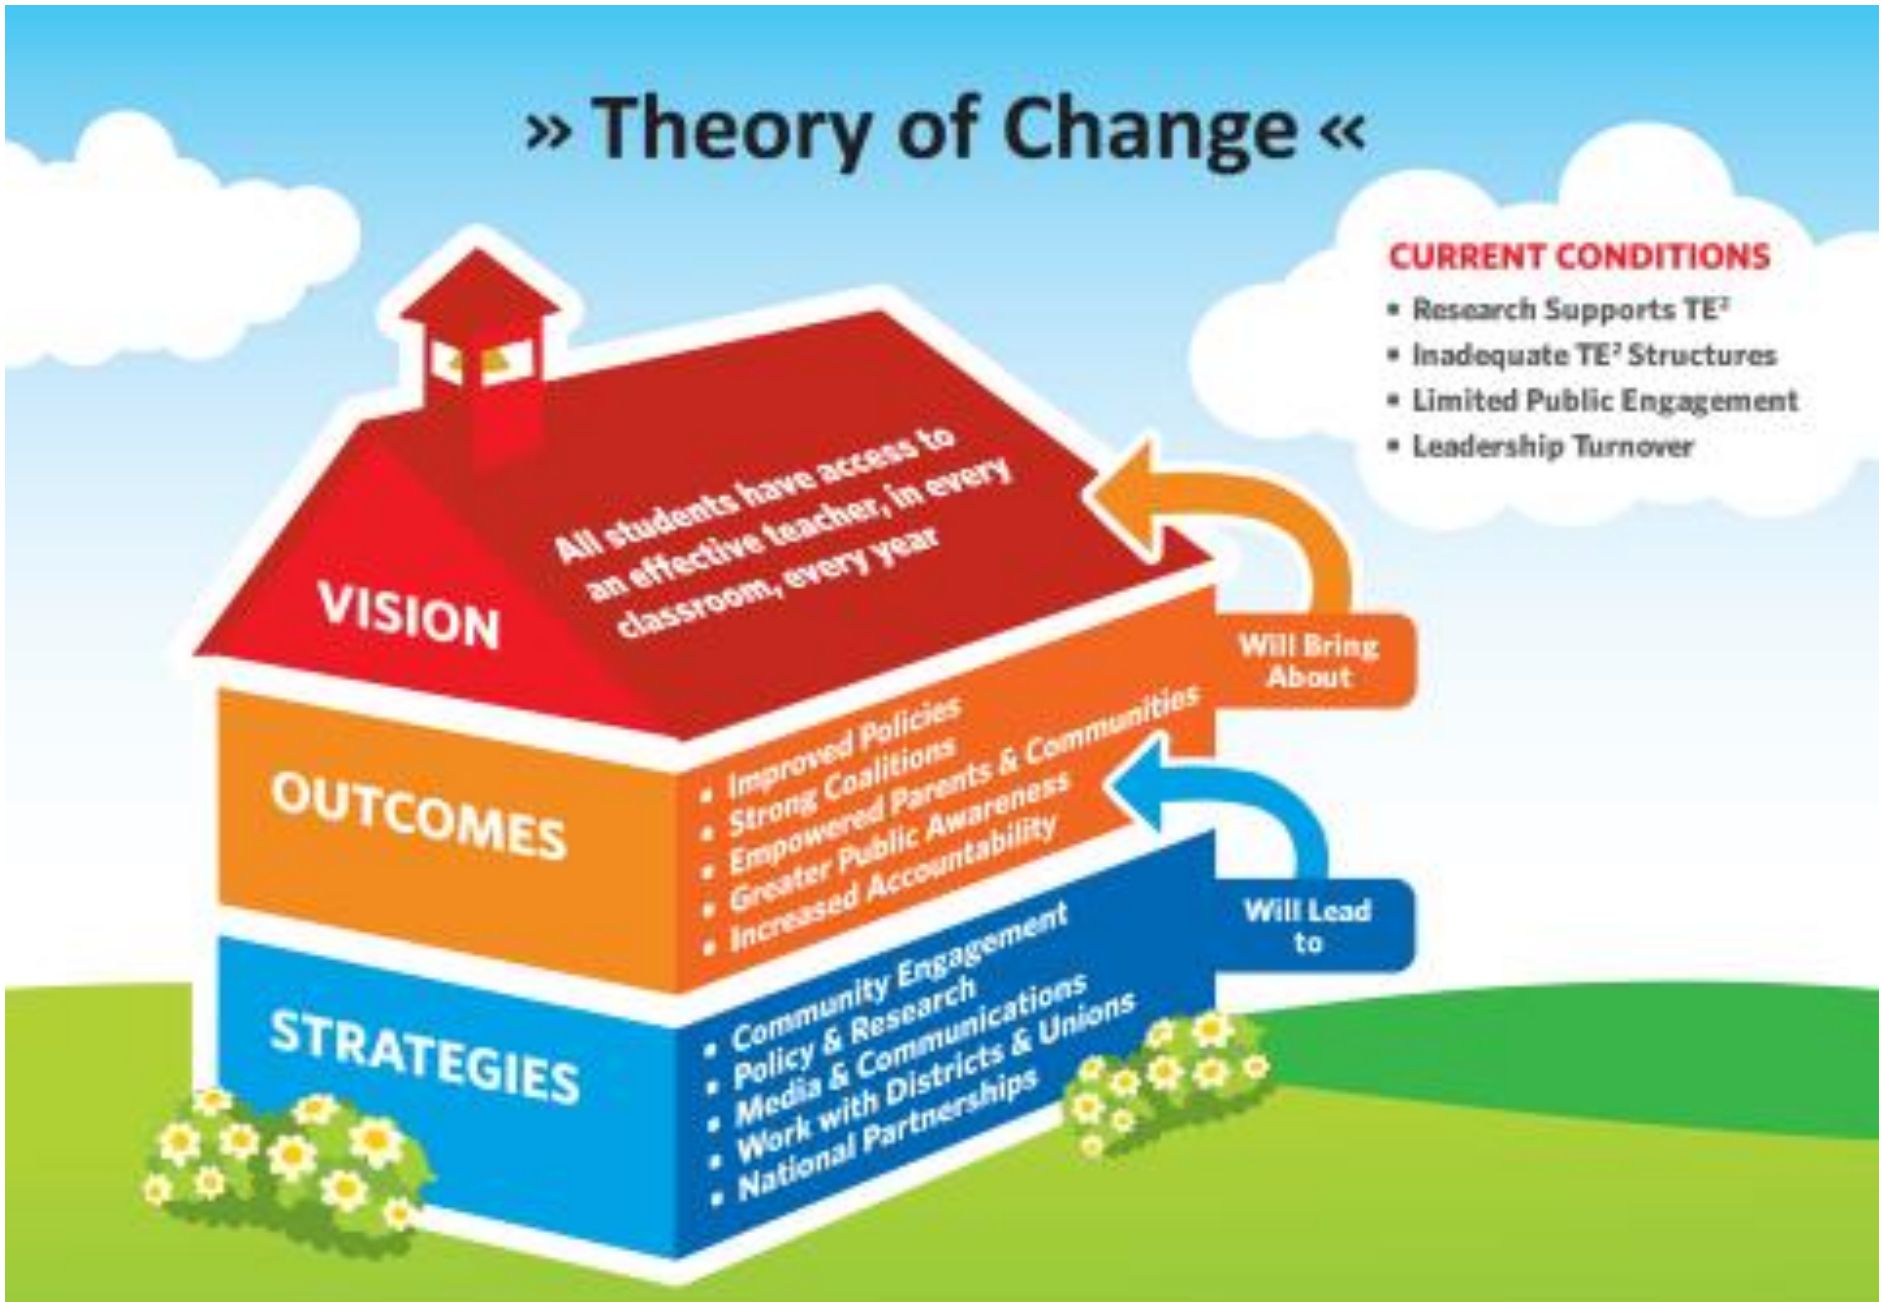 » Theory of Change «
CURRENT CONDITIONS
▪ Research Supports TE²
▪ Inadequate TE² Structures
▪ Limited Public Engagement
▪ Leadership Turnover
VISION
All students have access to
an effective teacher, in every
classroom, every year
Will Bring
About
OUTCOMES
▪ Improved Policies
▪ Strong Coalitions
▪ Empowered Parents & Communities
▪ Greater Public Awareness
▪ Increased Accountability
Will Lead
to
STRATEGIES
▪ Community Engagement
▪ Policy & Research
▪ Media & Communications
▪ Work with Districts & Unions
▪ National Partnerships